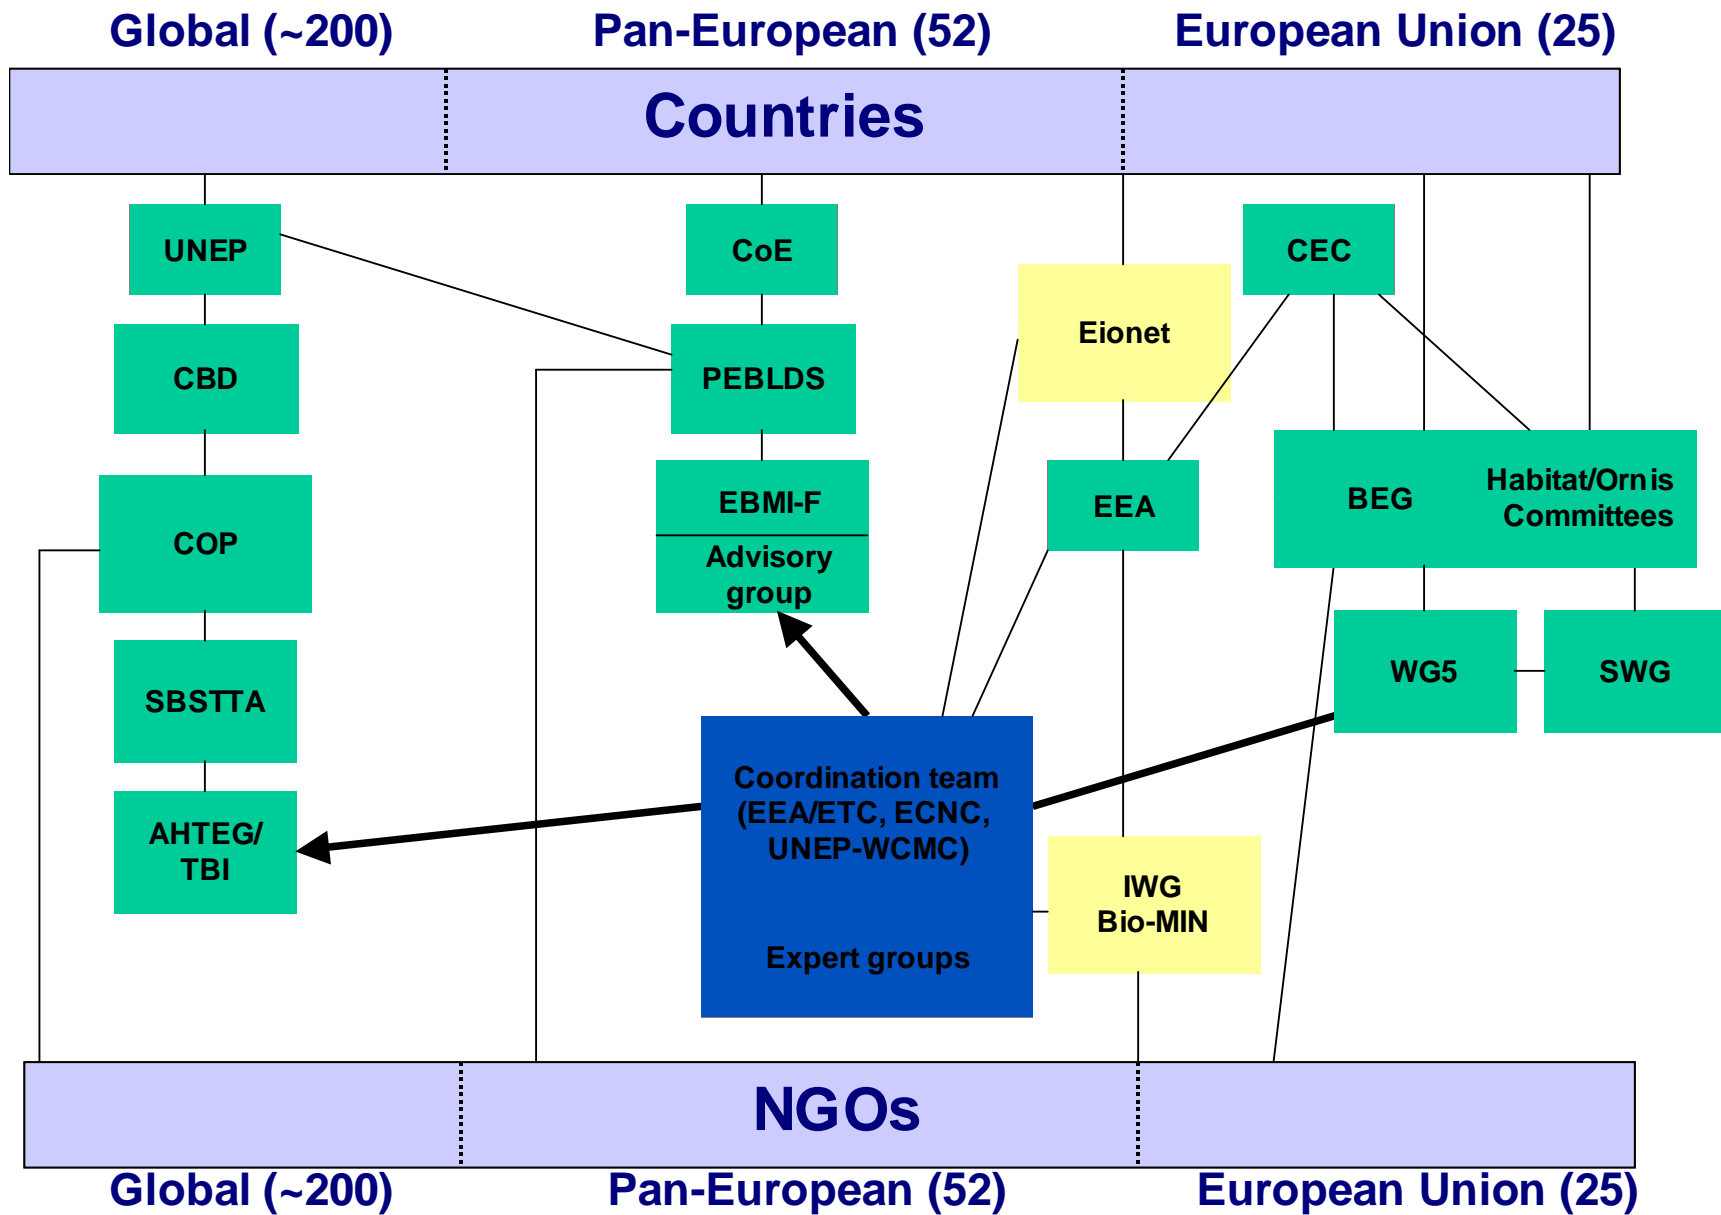 Global (~200)
Pan-European (52)
European Union (25)
Countries
UNEP
CoE
CEC
Eionet
CBD
PEBLDS
EBMI-F
Advisory
group
EEA
BEG
Habitat/Ornis
Committees
COP
SBSTTA
WG5
SWG
AHTEG/
TBI
Coordination team
(EEA/ETC, ECNC,
UNEP-WCMC)
Expert groups
IWG
Bio-MIN
NGOs
Global (~200)
Pan-European (52)
European Union (25)